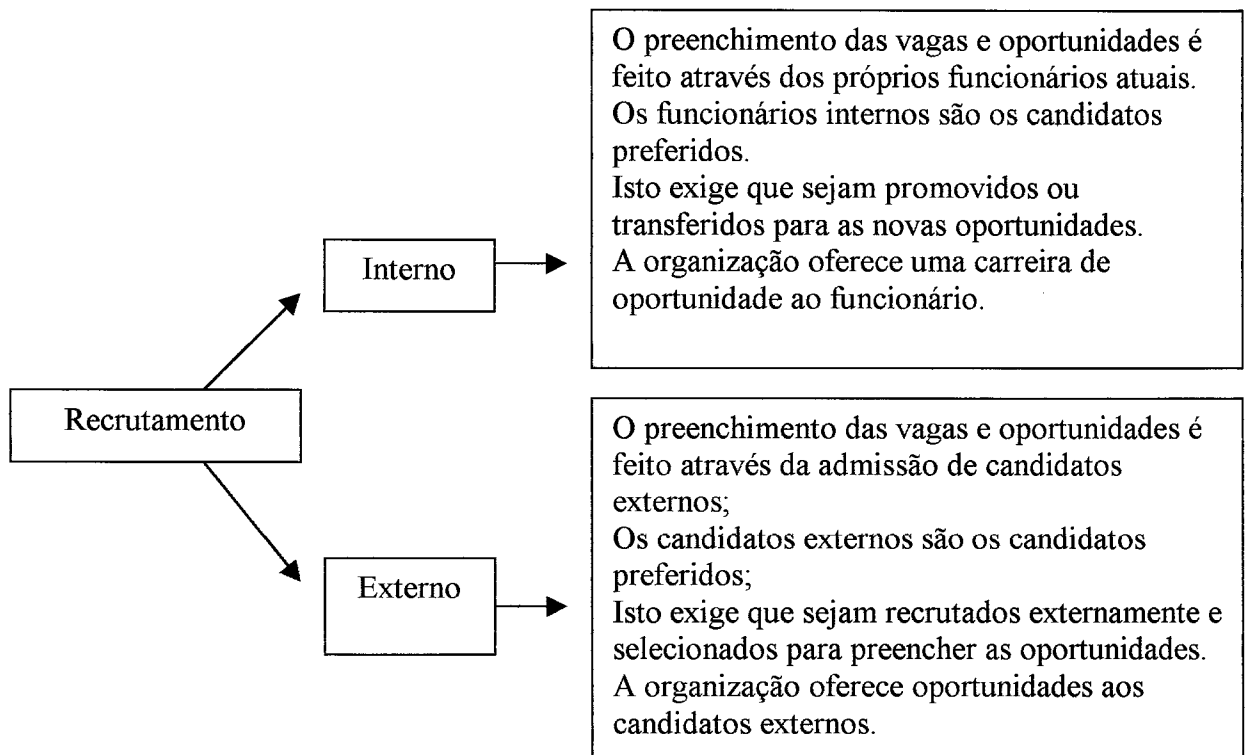 O preenchimento das vagas e oportunidades é
feito através dos próprios funcionários atuais.
Os funcionários internos são os candidatos
preferidos.
Isto exige que sejam promovidos ou
transferidos para as novas oportunidades.
A organização oferece uma carreira de
oportunidade ao funcionário.
Interno
Recrutamento
O preenchimento das vagas e oportunidades é
feito através da admissão de candidatos
externos;
Os candidatos externos são os candidatos
preferidos;
Isto exige que sejam recrutados externamente e
selecionados para preencher as oportunidades.
A organização oferece oportunidades aos
candidatos externos.
Externo